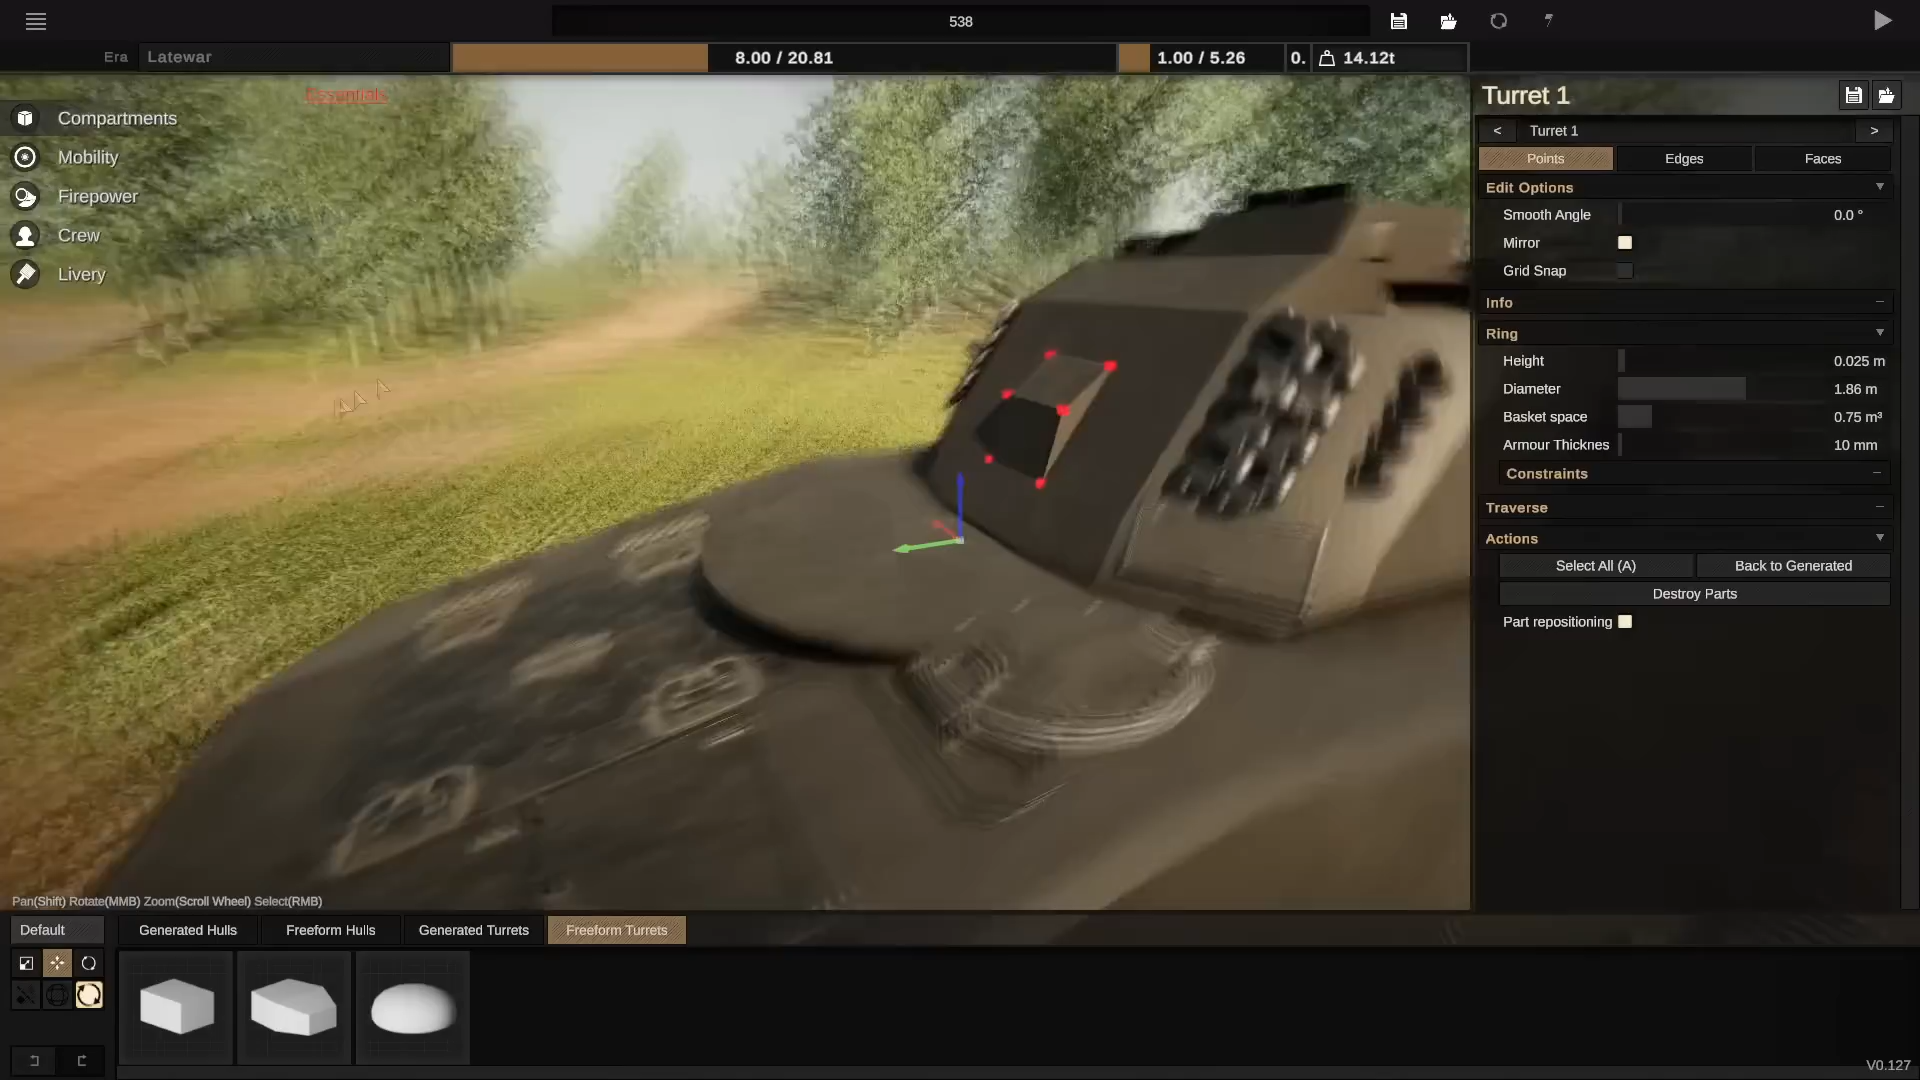 538
Era
Latewar
8.00 / 20.81
1.00 / 5.26
0.
14.12t
Essentials
Compartments
Mobility
Firepower
Crew
Livery
Turret 1
<
Turret 1
>
Points
Edges
Faces
Edit Options
Smooth Angle
0.0 °
Mirror
Grid Snap
Info
Ring
Height
0.025 m
Diameter
1.86 m
Basket space
0.75 m³
Armour Thicknes
10 mm
Constraints
Traverse
Actions
Select All (A)
Back to Generated
Destroy Parts
Part repositioning
Pan(Shift) Rotate(MMB) Zoom(Scroll Wheel) Select(RMB)
Default
Generated Hulls
Freeform Hulls
Generated Turrets
Freeform Turrets
V0.127